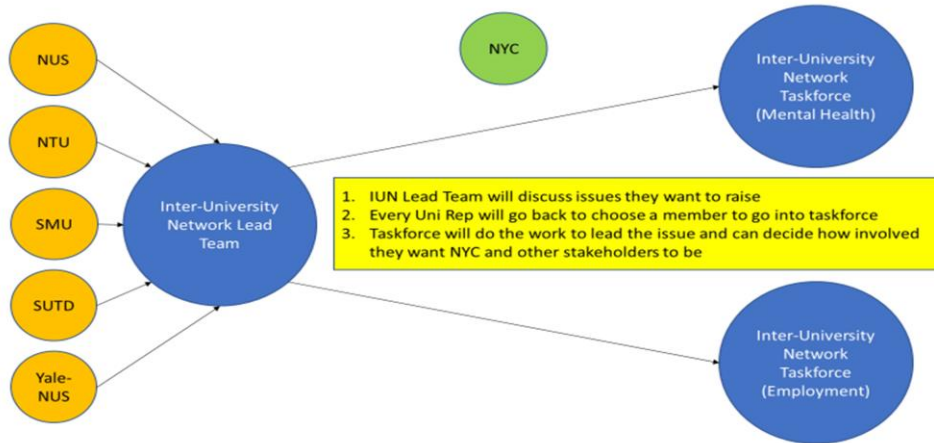 NUS
NTU
SMU
SUTD
Yale-
NUS
Inter-University
Network Lead
Team
NYC
Inter-University
Network
Taskforce
(Mental Health)
1. IUN Lead Team will discuss issues they want to raise
2. Every Uni Rep will go back to choose a member to go into taskforce
3. Taskforce will do the work to lead the issue and can decide how involved
they want NYC and other stakeholders to be
Inter-University
Network
Taskforce
(Employment)